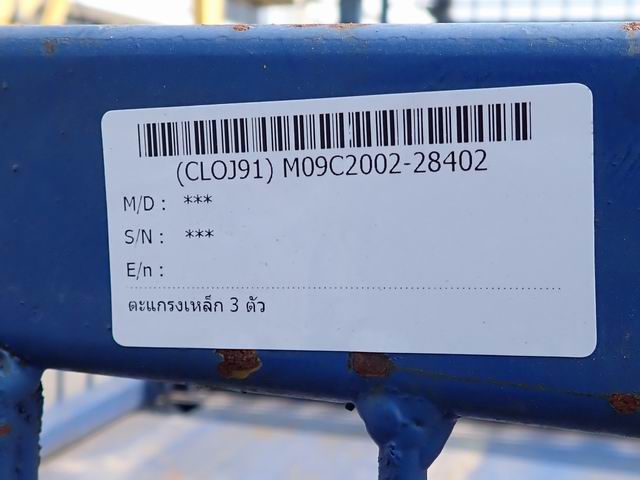 (CLOJ91) M09C2002-28402
M/D : ***
S/N : ***
E/n :
ตะแกรงเหล็ก 3 ตัว